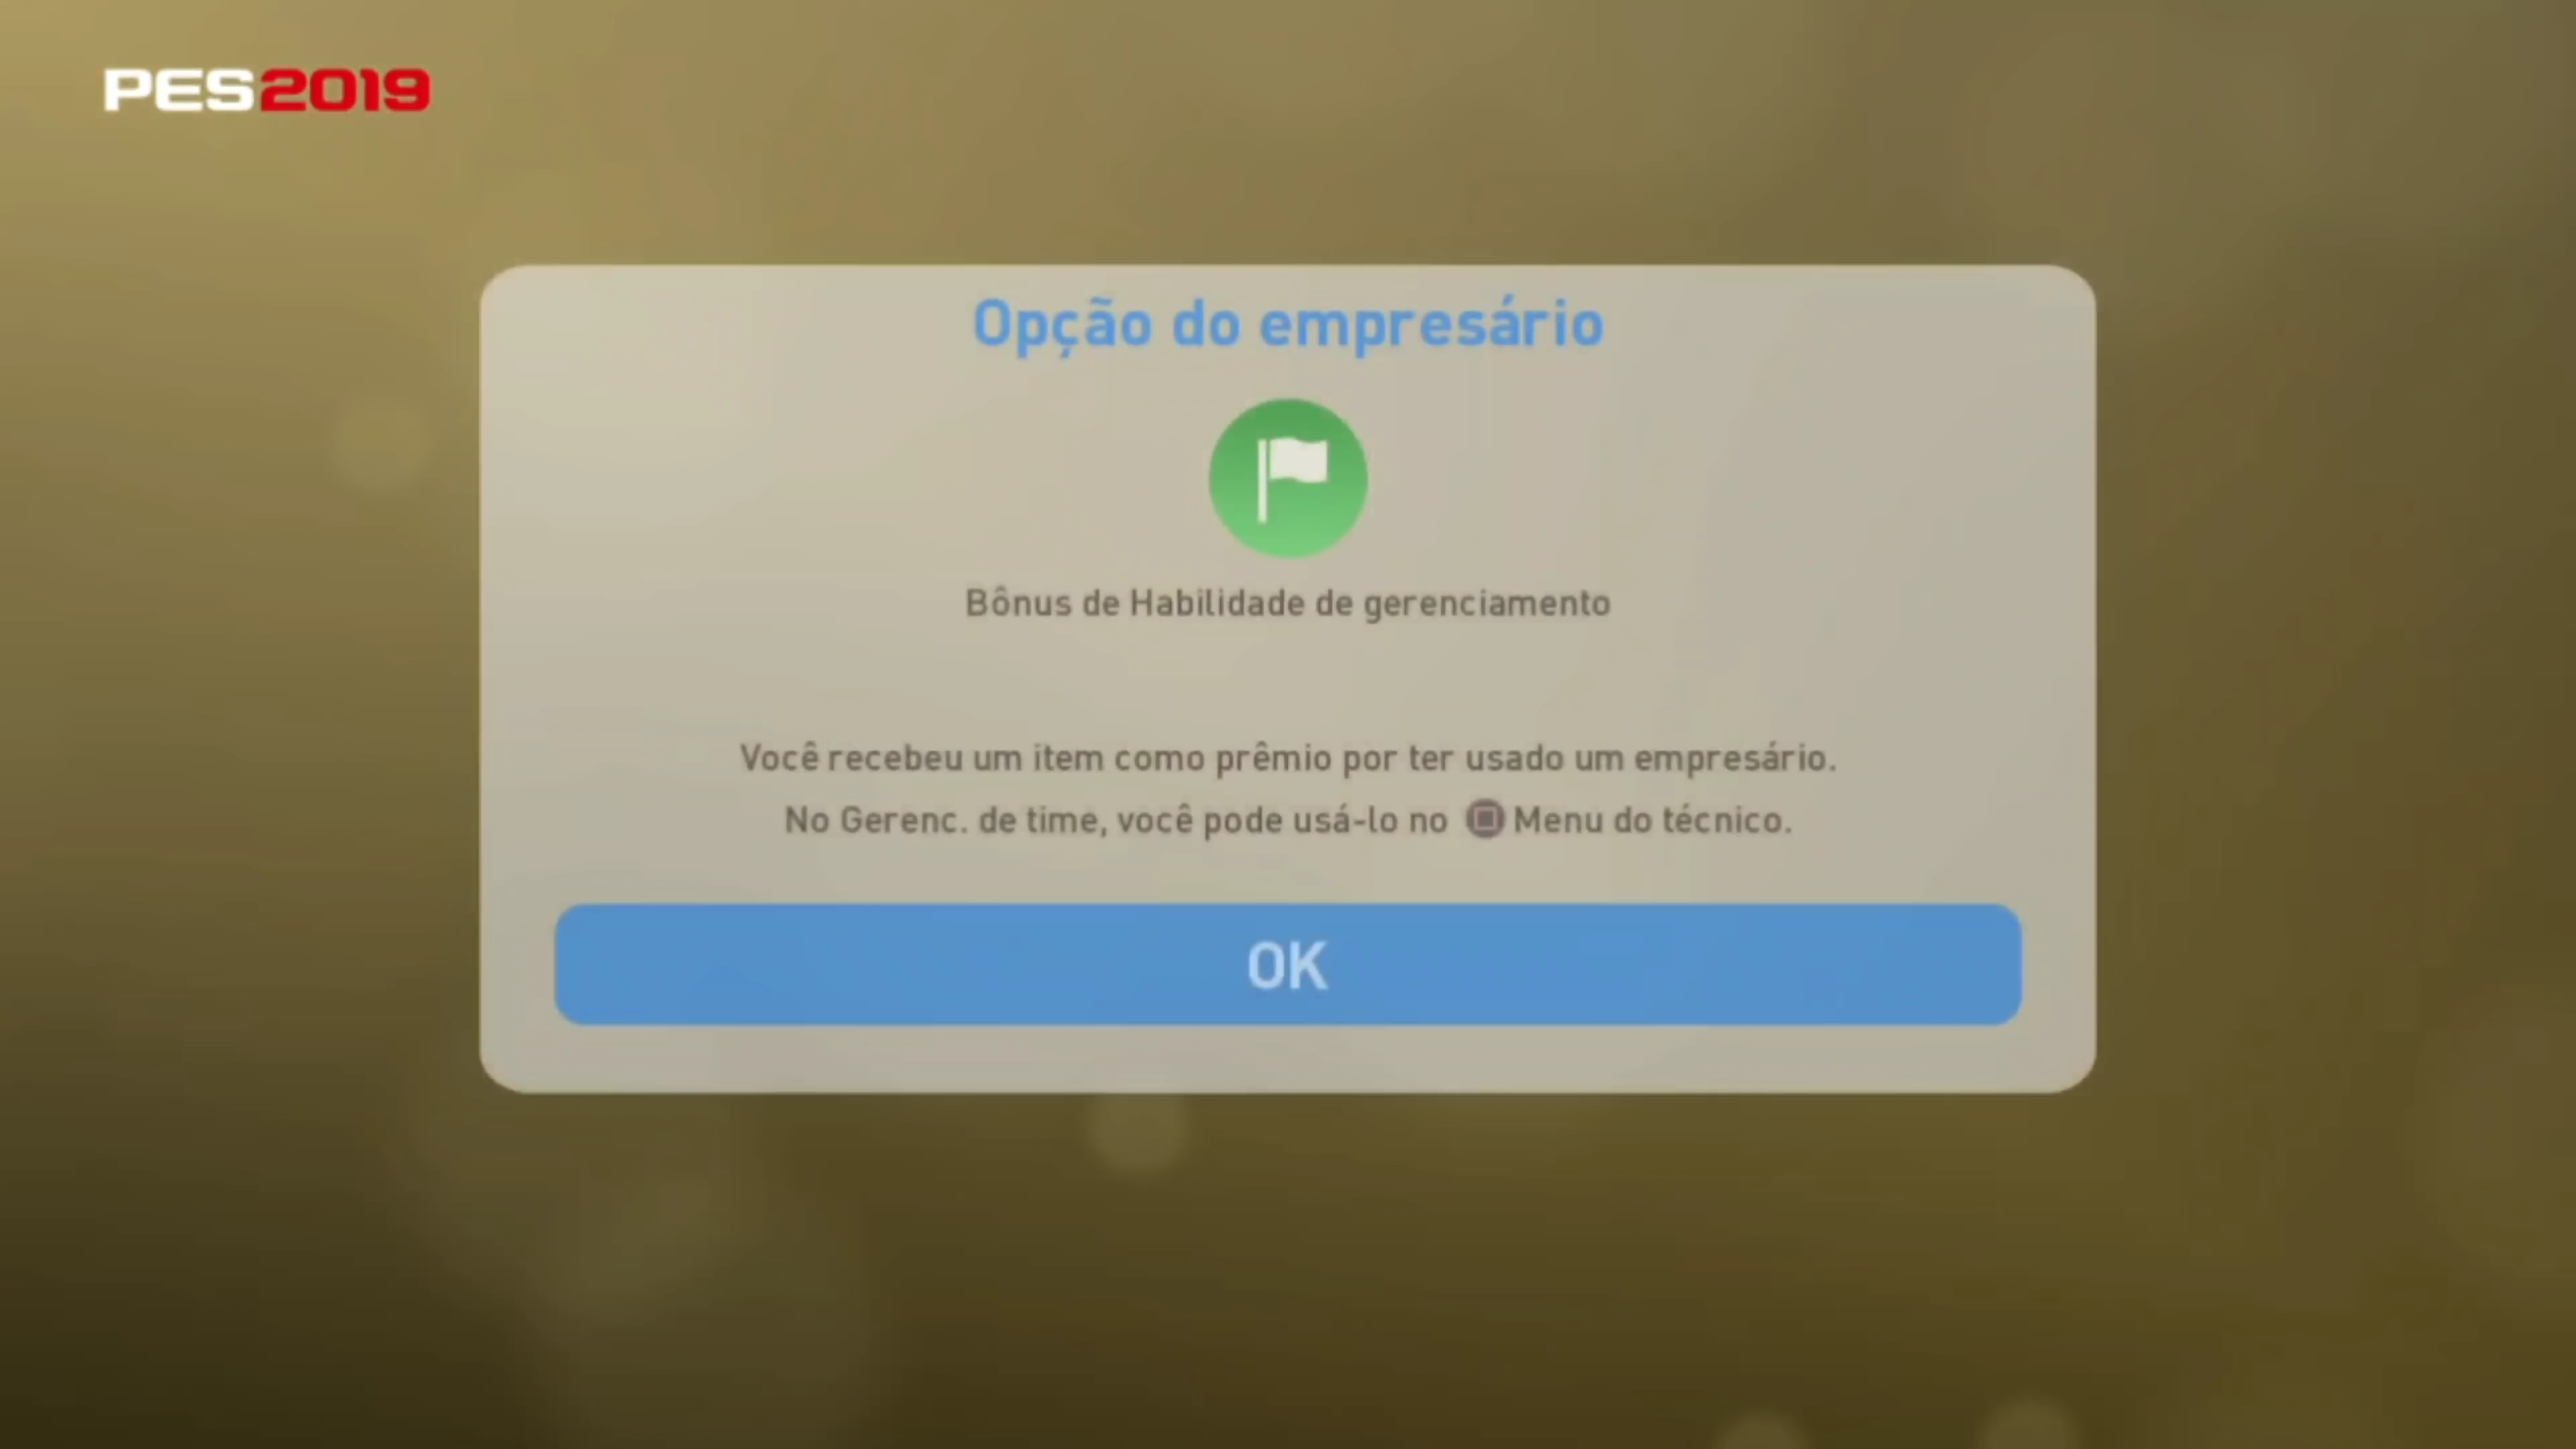 PES2019
Opção do empresário
Bônus de Habilidade de gerenciamento
Você recebeu um item como prêmio por ter usado um empresário.
No Gerenc. de time, você pode usá-lo no Menu do técnico.
OK